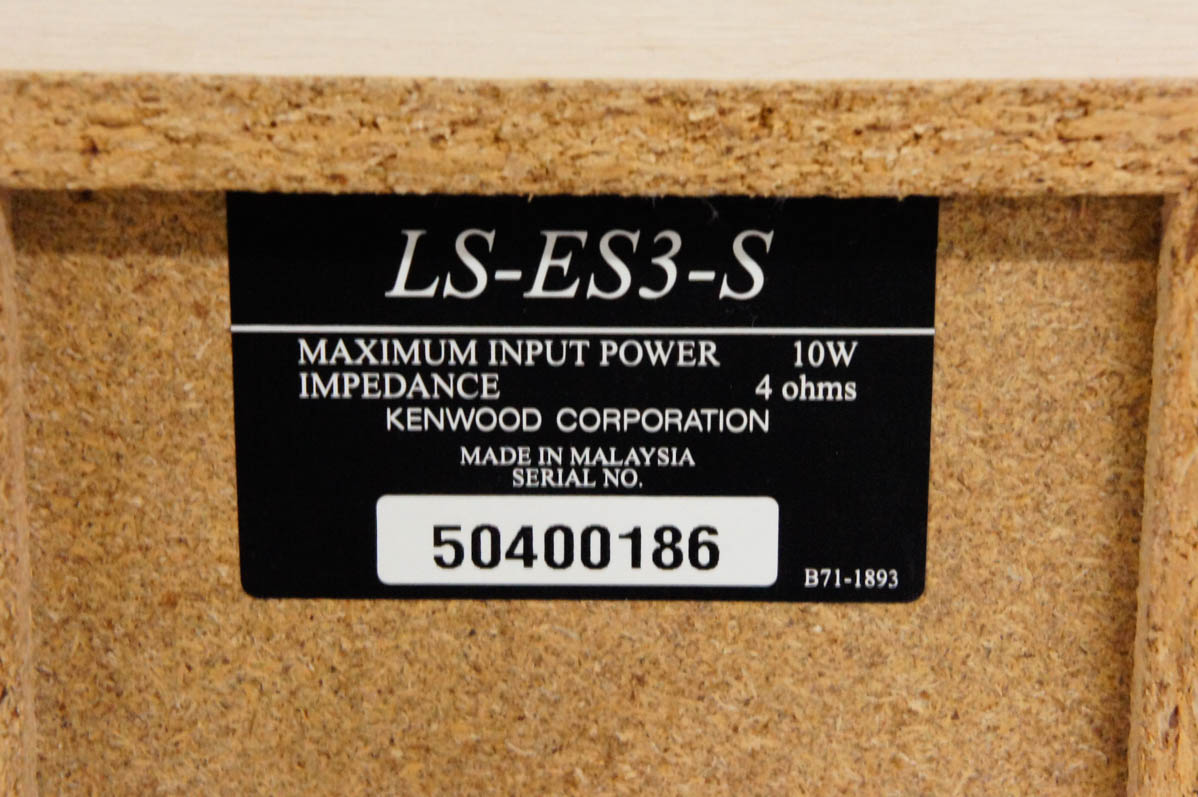 LS-ES3-S
MAXIMUM INPUT POWER 10W
IMPEDANCE 4 ohms
KENWOOD CORPORATION
MADE IN MALAYSIA
SERIAL NO.
50400186
B71-1893